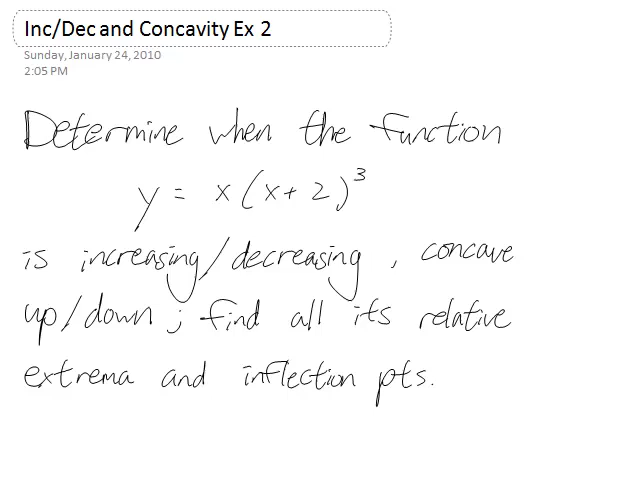 Inc/Dec and Concavity Ex 2
Sunday, January 24, 2010
2:05 PM
Determine when the function
y = x(x+2)³
is increasing/decreasing, concave
up/down; find all its relative
extrema and inflection pts.